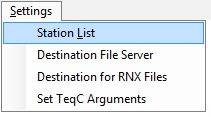 Settings
Station List
Destination File Server
Destination for RNX Files
Set TeqC Arguments